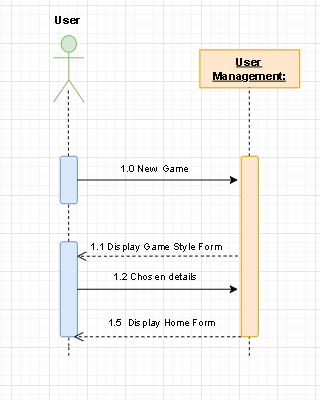 User
User
Management:
1.0 New Game
1.1 Display Game Style Form
1.2 Chosen details
1.5 Display Home Form